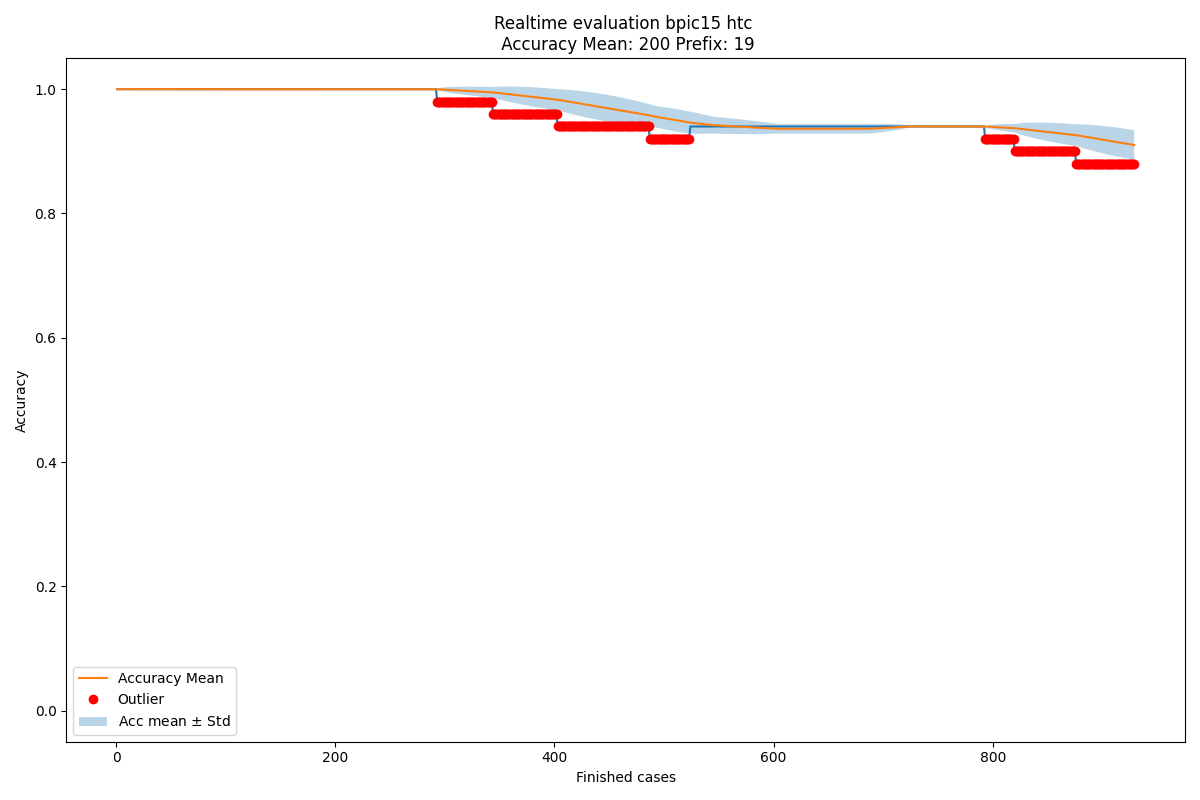 Realtime evaluation bpic15 htc
Accuracy Mean: 200 Prefix: 19
Accuracy
1.0
0.8
0.6
0.4
0.2
0.0
Accuracy Mean
Outlier
Acc mean ± Std
0 200 400 600 800
Finished cases